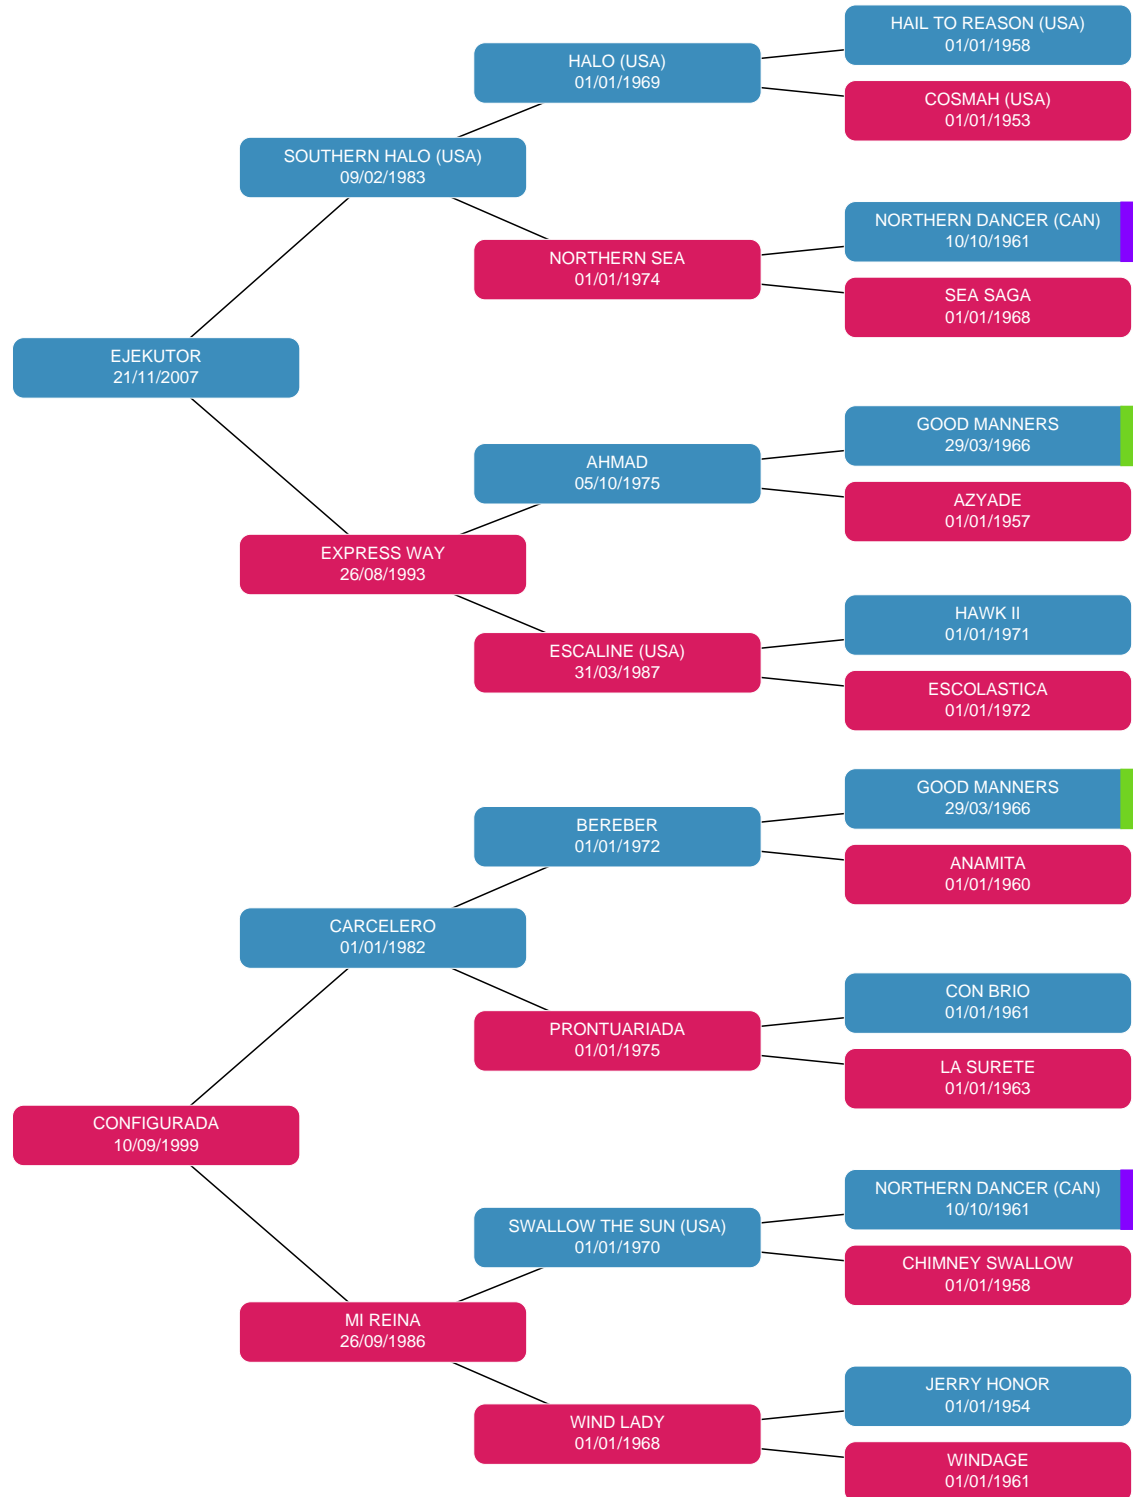 HAIL TO REASON (USA)
01/01/1958
HALO (USA)
01/01/1969
COSMAH (USA)
01/01/1953
SOUTHERN HALO (USA)
09/02/1983
NORTHERN DANCER (CAN)
10/10/1961
NORTHERN SEA
01/01/1974
SEA SAGA
01/01/1968
EJEKUTOR
21/11/2007
GOOD MANNERS
29/03/1966
AHMAD
05/10/1975
AZYADE
01/01/1957
EXPRESS WAY
26/08/1993
HAWK II
01/01/1971
ESCALINE (USA)
31/03/1987
ESCOLASTICA
01/01/1972
GOOD MANNERS
29/03/1966
BEREBER
01/01/1972
ANAMITA
01/01/1960
CARCELERO
01/01/1982
CON BRIO
01/01/1961
PRONTUARIADA
01/01/1975
LA SURETE
01/01/1963
CONFIGURADA
10/09/1999
NORTHERN DANCER (CAN)
10/10/1961
SWALLOW THE SUN (USA)
01/01/1970
CHIMNEY SWALLOW
01/01/1958
MI REINA
26/09/1986
JERRY HONOR
01/01/1954
WIND LADY
01/01/1968
WINDAGE
01/01/1961